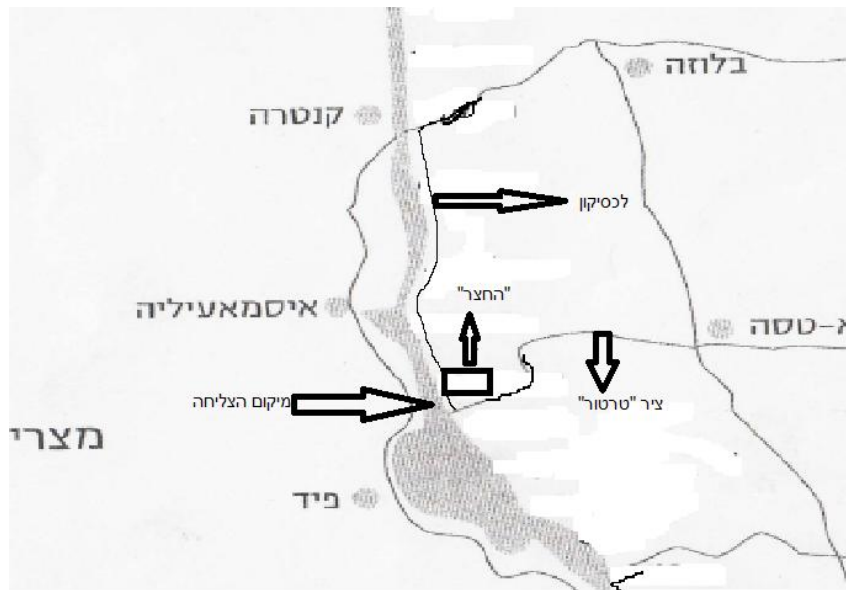 בלוזה
קנטרה
לכסיקון
"החצר"
איסמאעיליה
א-טסה
מיקום הצליחה
ציר "טרטור"
מצרי
פיד